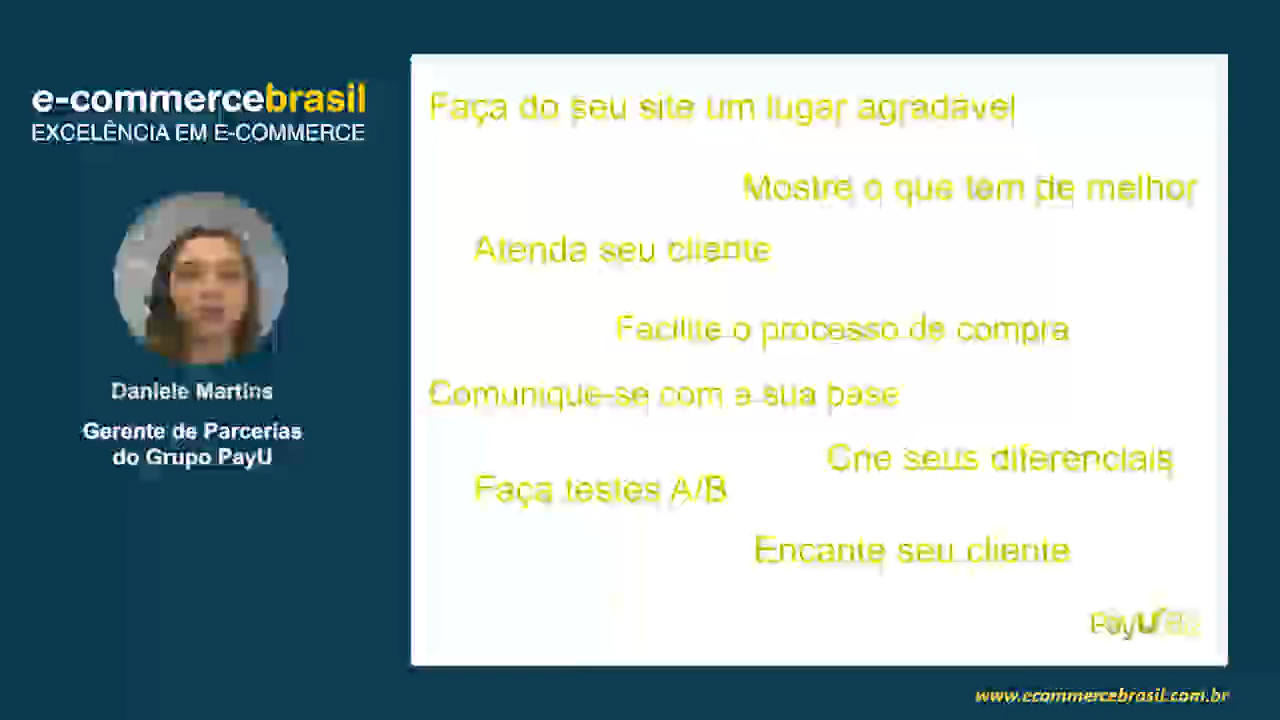 e-commercebrasil
EXCELÊNCIA EM E-COMMERCE
Daniele Martins
Gerente de Parcerias
do Grupo PayU
Faça do seu site um lugar agradável
Mostre o que tem de melhor
Atenda seu cliente
Facilite o processo de compra
Comunique-se com a sua base
Crie seus diferenciais
Faça testes A/B
Encante seu cliente
PayU
www.ecommercebrasil.com.br